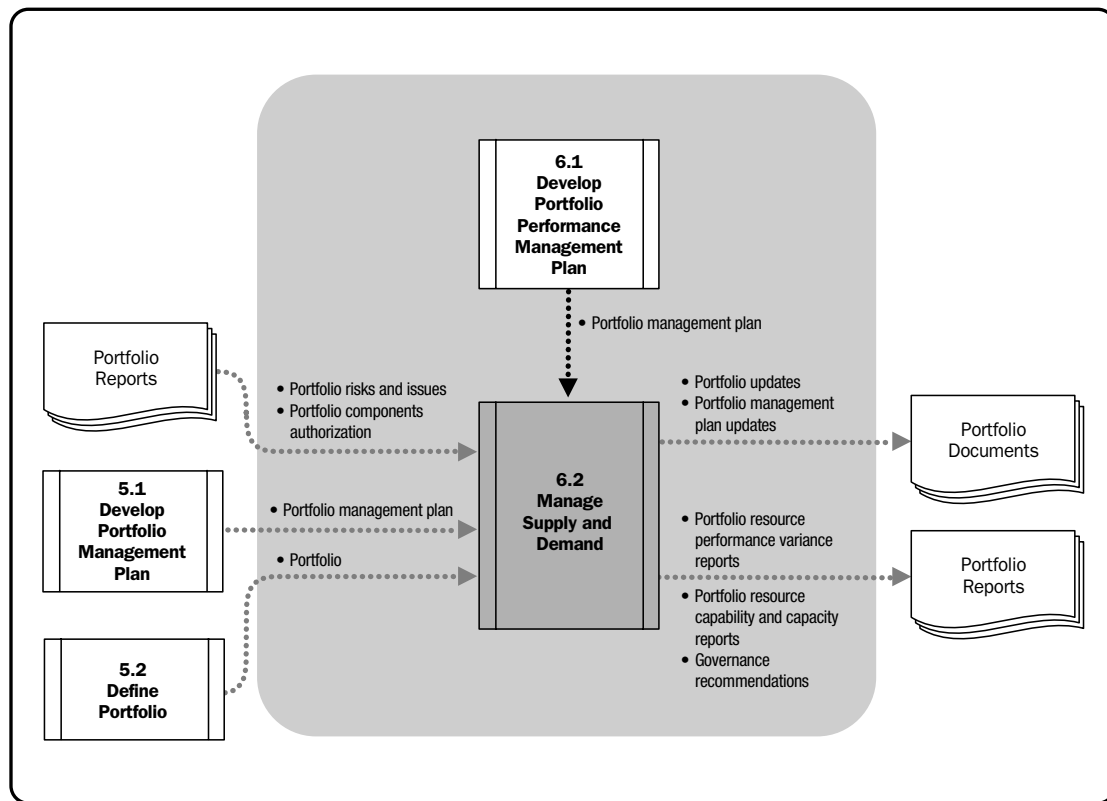 6.1
Develop
Portfolio
Performance
Management
Plan
• Portfolio management plan
Portfolio
Reports
• Portfolio risks and issues
• Portfolio components
authorization
5.1
Develop
Portfolio
Management
Plan
• Portfolio management plan
• Portfolio
5.2
Define
Portfolio
6.2
Manage
Supply and
Demand
• Portfolio updates
• Portfolio management
plan updates
Portfolio
Documents
• Portfolio resource
performance variance
reports
• Portfolio resource
capability and capacity
reports
• Governance
recommendations
Portfolio
Reports